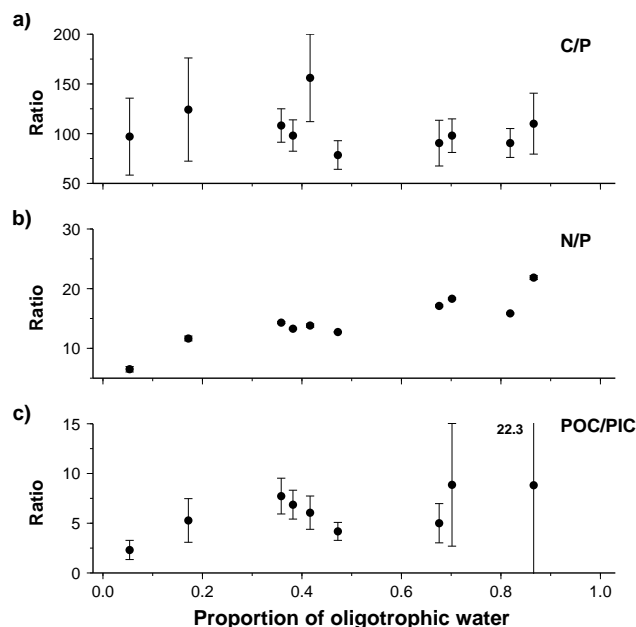 a)
C/P
200
150
100
50
Ratio
b)
N/P
30
20
10
Ratio
c)
POC/PIC
22.3
15
10
5
0
Ratio
0.0 0.2 0.4 0.6 0.8 1.0
Proportion of oligotrophic water